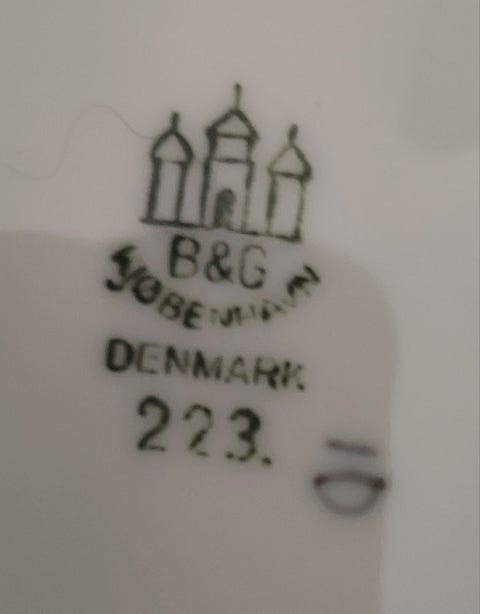 B&G
KJØBENHAVN
DENMARK
223.